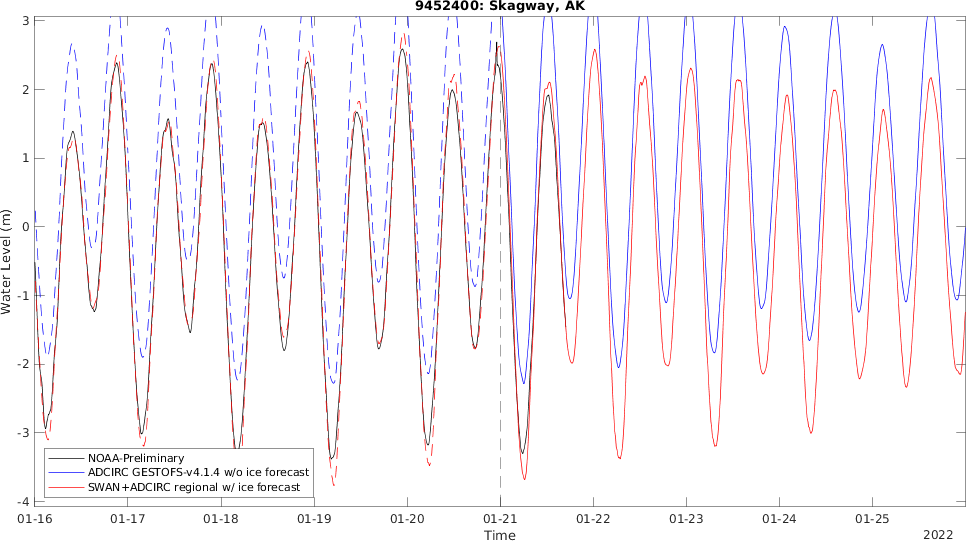 9452400: Skagway, AK
3
2
1
0
-1
-2
-3
-4
Water Level (m)
NOAA-Preliminary
ADCIRC GESTOFS-v4.1.4 w/o ice forecast
SWAN+ADCIRC regional w/ ice forecast
01-16 01-17 01-18 01-19 01-20 01-21 01-22 01-23 01-24 01-25
Time
2022